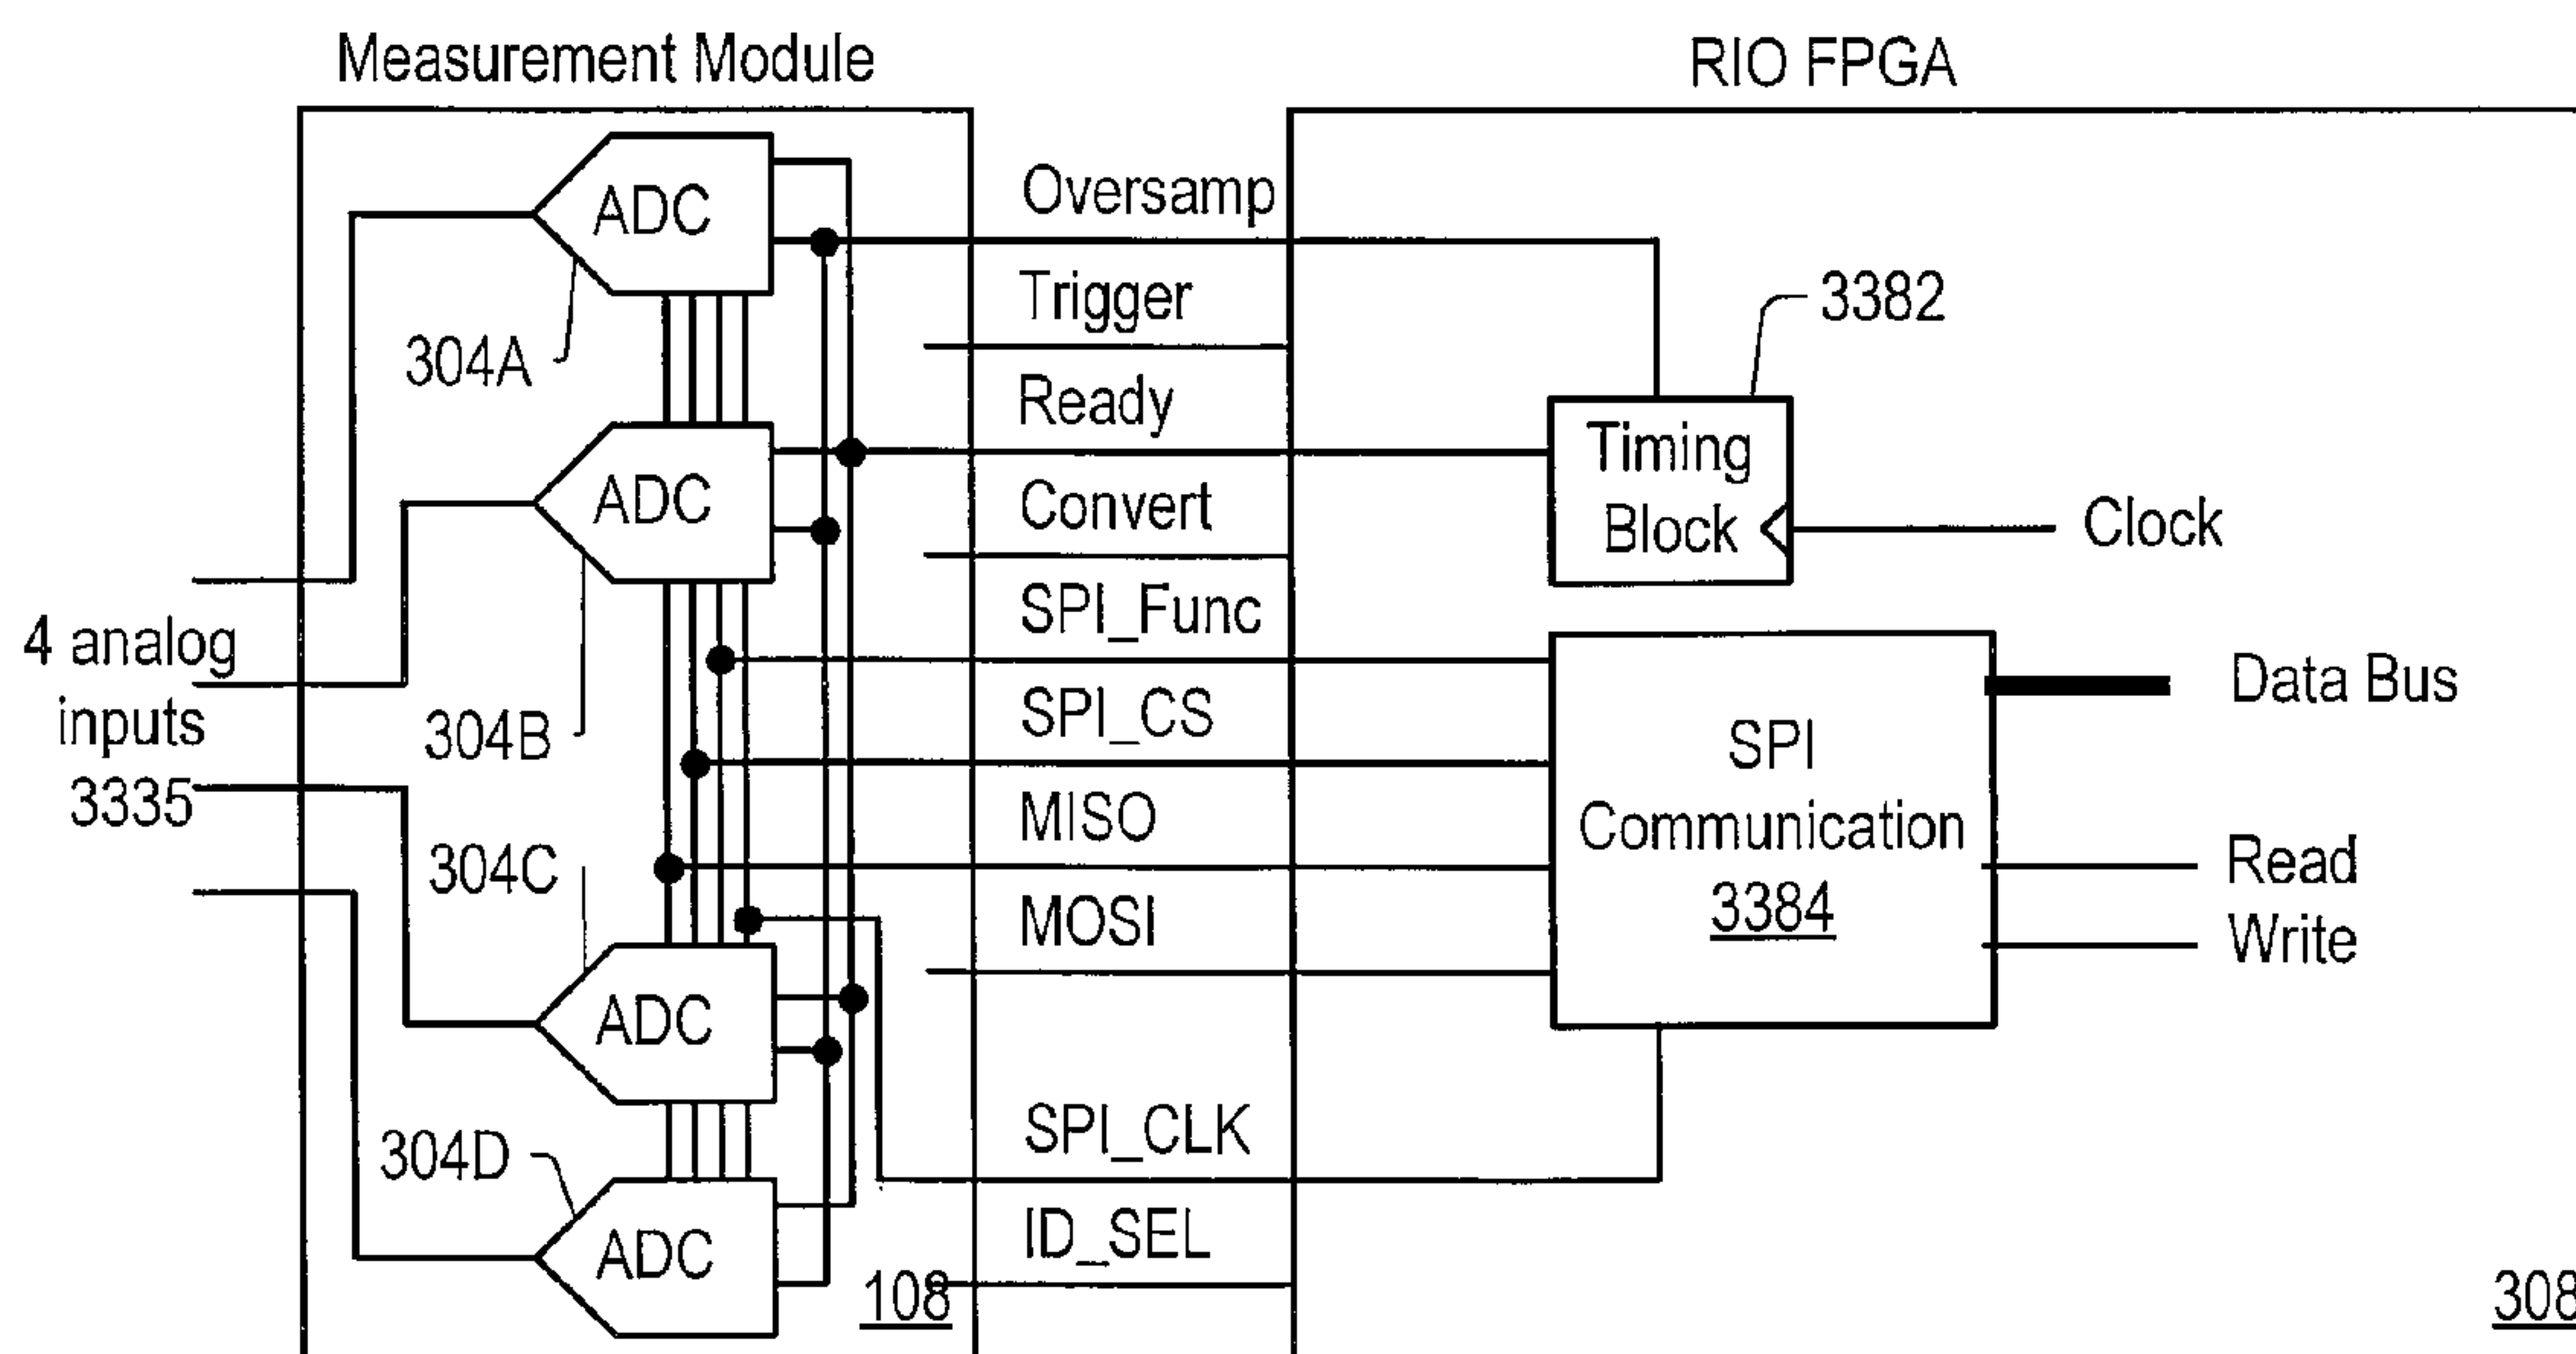 Measurement Module
RIO FPGA
ADC
304A
ADC
304B
4 analog
inputs
3335
304C
ADC
304D
ADC
108
Oversamp
Trigger
Ready
Convert
SPI_Func
SPI_CS
MISO
MOSI
SPI_CLK
ID_SEL
3382
Timing
Block
Clock
SPI
Communication
3384
Data Bus
Read
Write
308